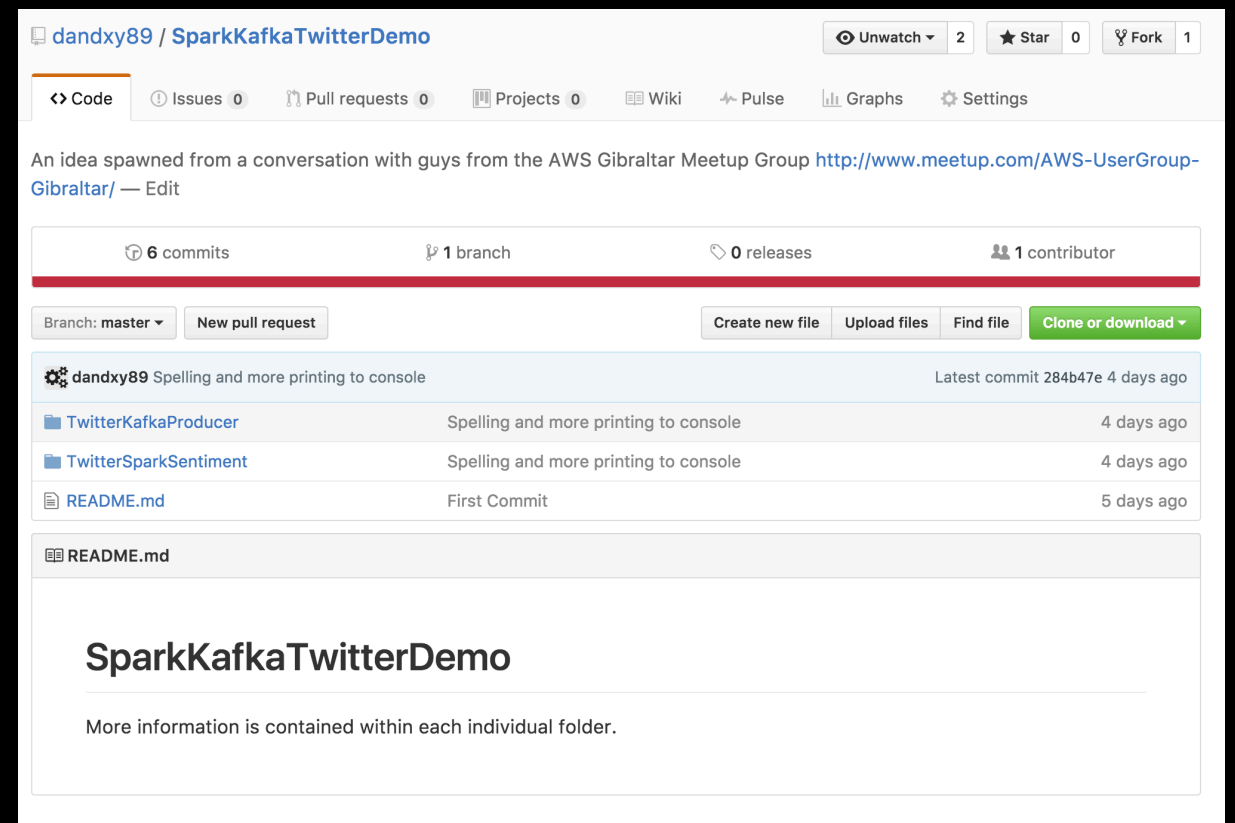 dandxy89 / SparkKafkaTwitterDemo
Unwatch 2 Star 0 Fork 1
Code Issues 0 Pull requests 0 Projects 0 Wiki Pulse Graphs Settings
An idea spawned from a conversation with guys from the AWS Gibraltar Meetup Group http://www.meetup.com/AWS-UserGroup-
Gibraltar/ — Edit
6 commits 1 branch 0 releases 1 contributor
Branch: master New pull request Create new file Upload files Find file Clone or download
dandxy89 Spelling and more printing to console Latest commit 284b47e 4 days ago
TwitterKafkaProducer Spelling and more printing to console 4 days ago
TwitterSparkSentiment Spelling and more printing to console 4 days ago
README.md First Commit 5 days ago
README.md
SparkKafkaTwitterDemo
More information is contained within each individual folder.